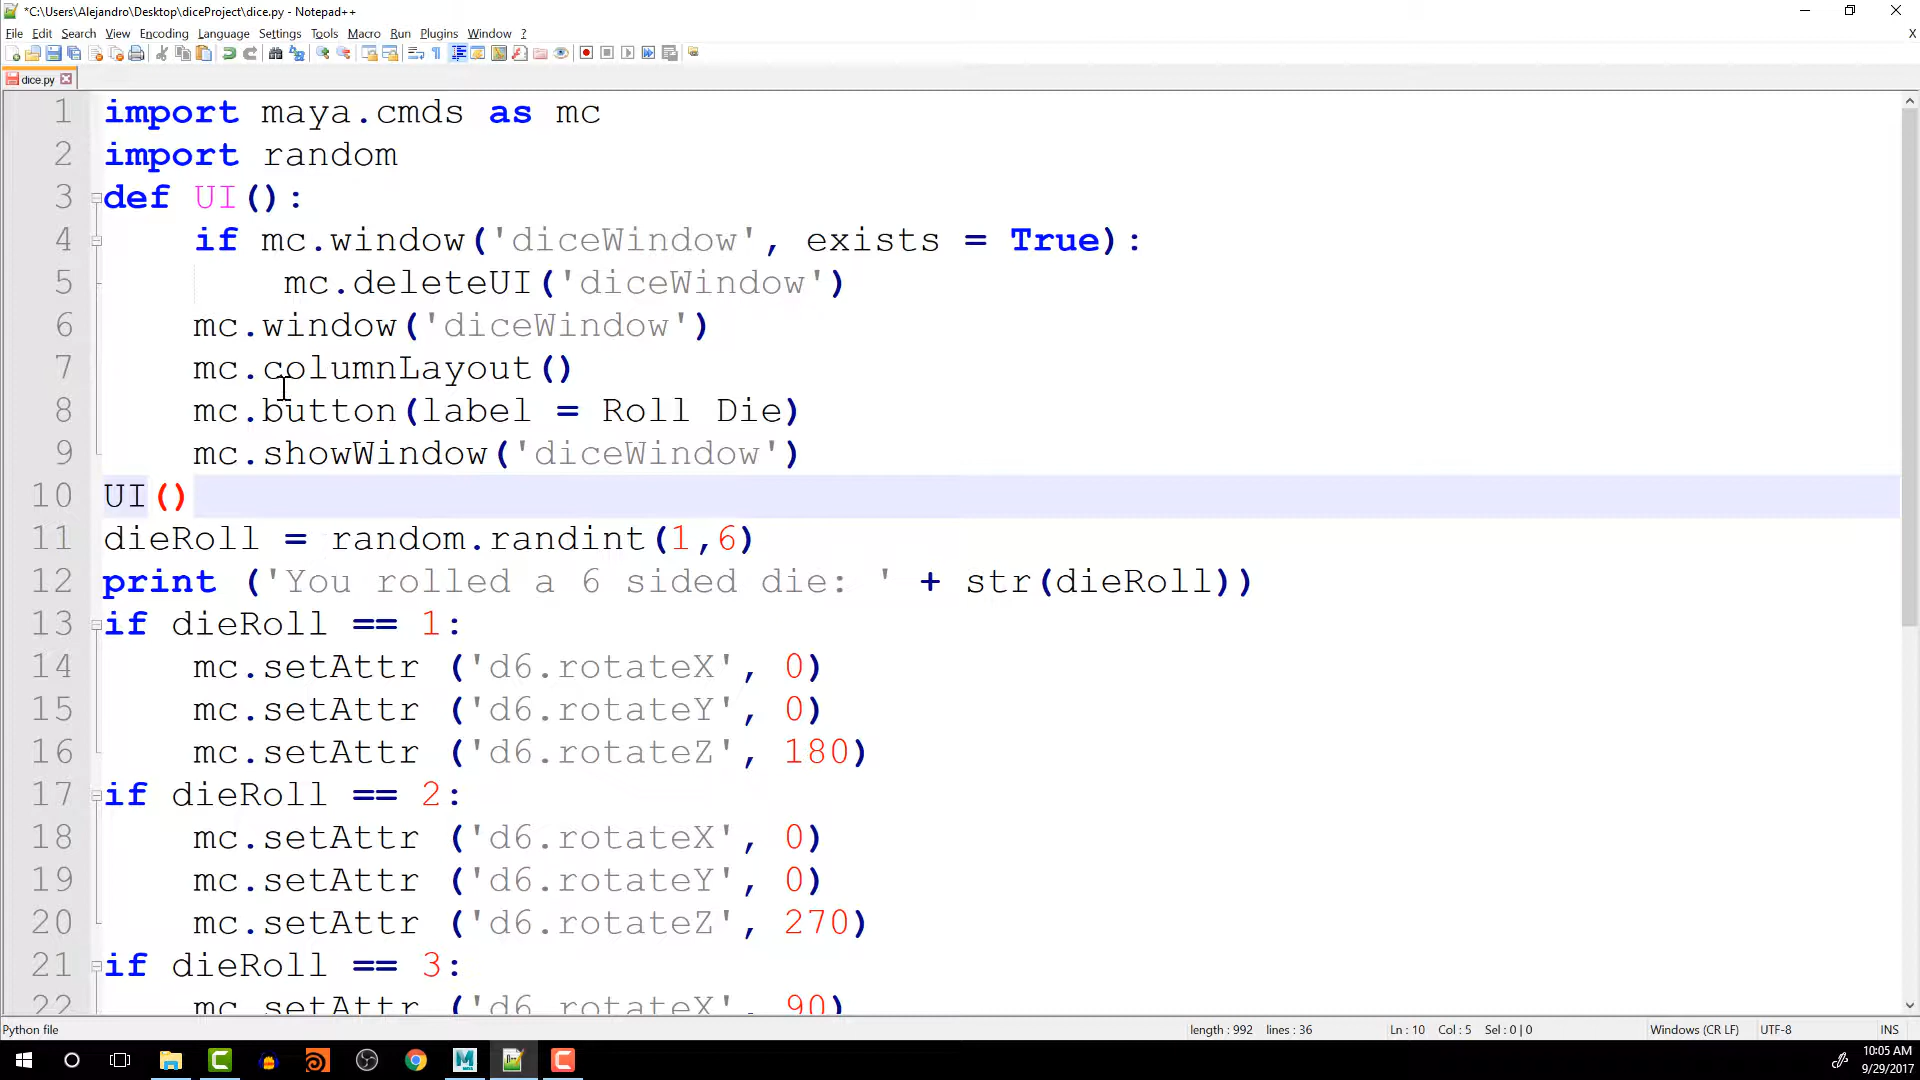 *C:\Users\Alejandro\Desktop\diceProject\dice.py - Notepad++
File Edit Search View Encoding Language Settings Tools Macro Run Plugins Window ? X
dice.py
1 import maya.cmds as mc
2 import random
3 def UI():
4 if mc.window('diceWindow', exists = True):
5 mc.deleteUI('diceWindow')
6 mc.window('diceWindow')
7 mc.columnLayout()
8 mc.button(label = Roll Die)
9 mc.showWindow('diceWindow')
10 UI()
11 dieRoll = random.randint(1,6)
12 print ('You rolled a 6 sided die: ' + str(dieRoll))
13 if dieRoll == 1:
14 mc.setAttr ('d6.rotateX', 0)
15 mc.setAttr ('d6.rotateY', 0)
16 mc.setAttr ('d6.rotateZ', 180)
17 if dieRoll == 2:
18 mc.setAttr ('d6.rotateX', 0)
19 mc.setAttr ('d6.rotateY', 0)
20 mc.setAttr ('d6.rotateZ', 270)
21 if dieRoll == 3:
22 mc.setAttr ('d6.rotateX', 90)
Python file length : 992 lines : 36 Ln : 10 Col : 5 Sel : 0 | 0 Windows (CR LF) UTF-8 INS
10:05 AM
9/29/2017